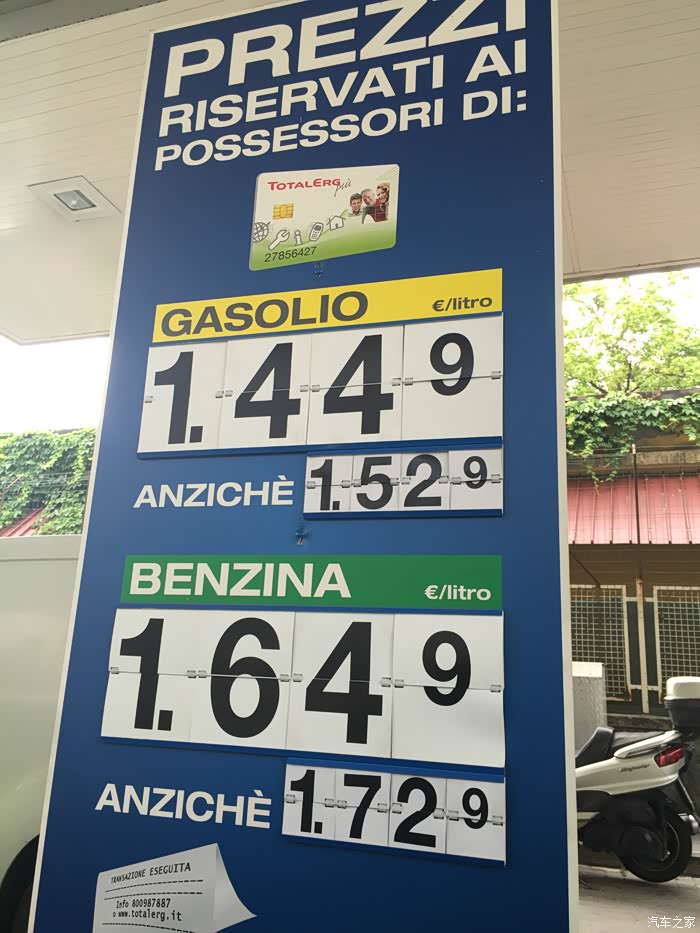 PREZZI
RISERVATI AI
POSSESSORI DI:
TOTALERG più
27856427
GASOLIO €/litro
1.449
ANZICHÈ 1.529
BENZINA €/litro
1.649
ANZICHÈ 1.729
TRANSAZIONE ESEGUITA
Info 800987887
o www.totalerg.it
汽车之家